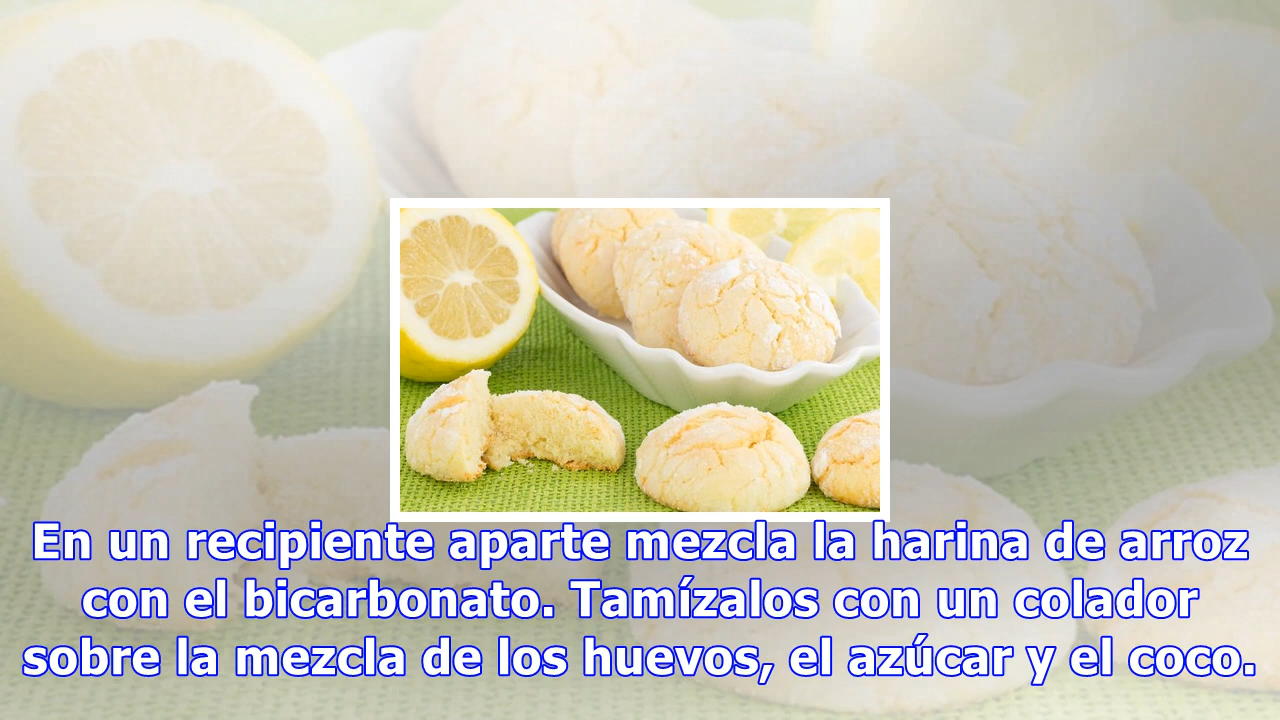 En un recipiente aparte mezcla la harina de arroz
con el bicarbonato. Tamízalos con un colador
sobre la mezcla de los huevos, el azúcar y el coco.